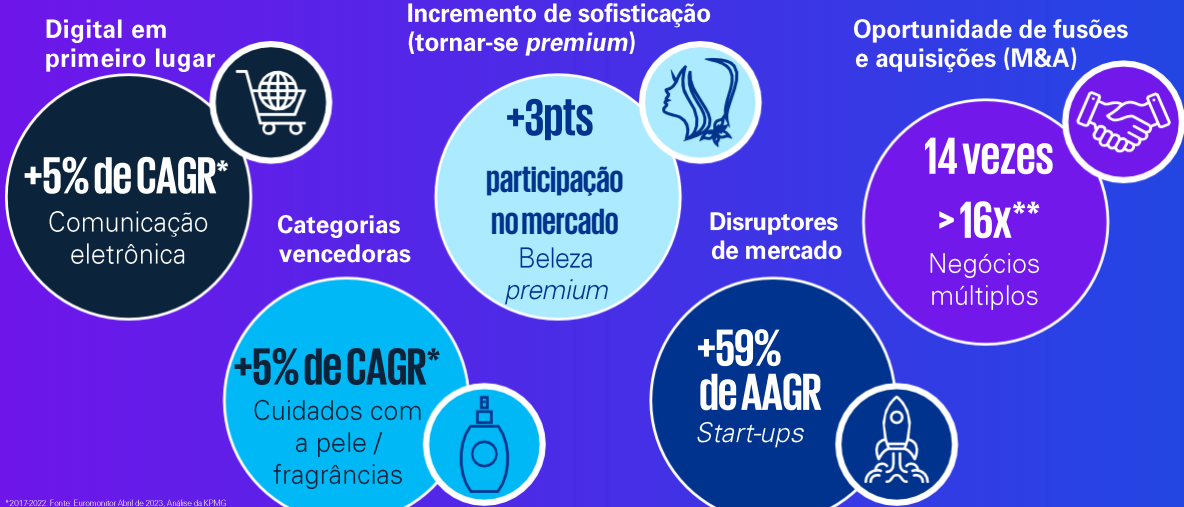 Digital em
primeiro lugar
+5% de CAGR*
Comunicação
eletrônica
Categorias
vencedoras
+5% de CAGR*
Cuidados com
a pele /
fragrâncias
Incremento de sofisticação
(tornar-se premium)
+3pts
participação
no mercado
Beleza
premium
Disruptores
de mercado
+59%
de AAGR
Start-ups
Oportunidade de fusões
e aquisições (M&A)
14 vezes
> 16x**
Negócios
múltiplos
*2017-2022. Fonte: Euromonitor Abril de 2023, Análise da KPMG